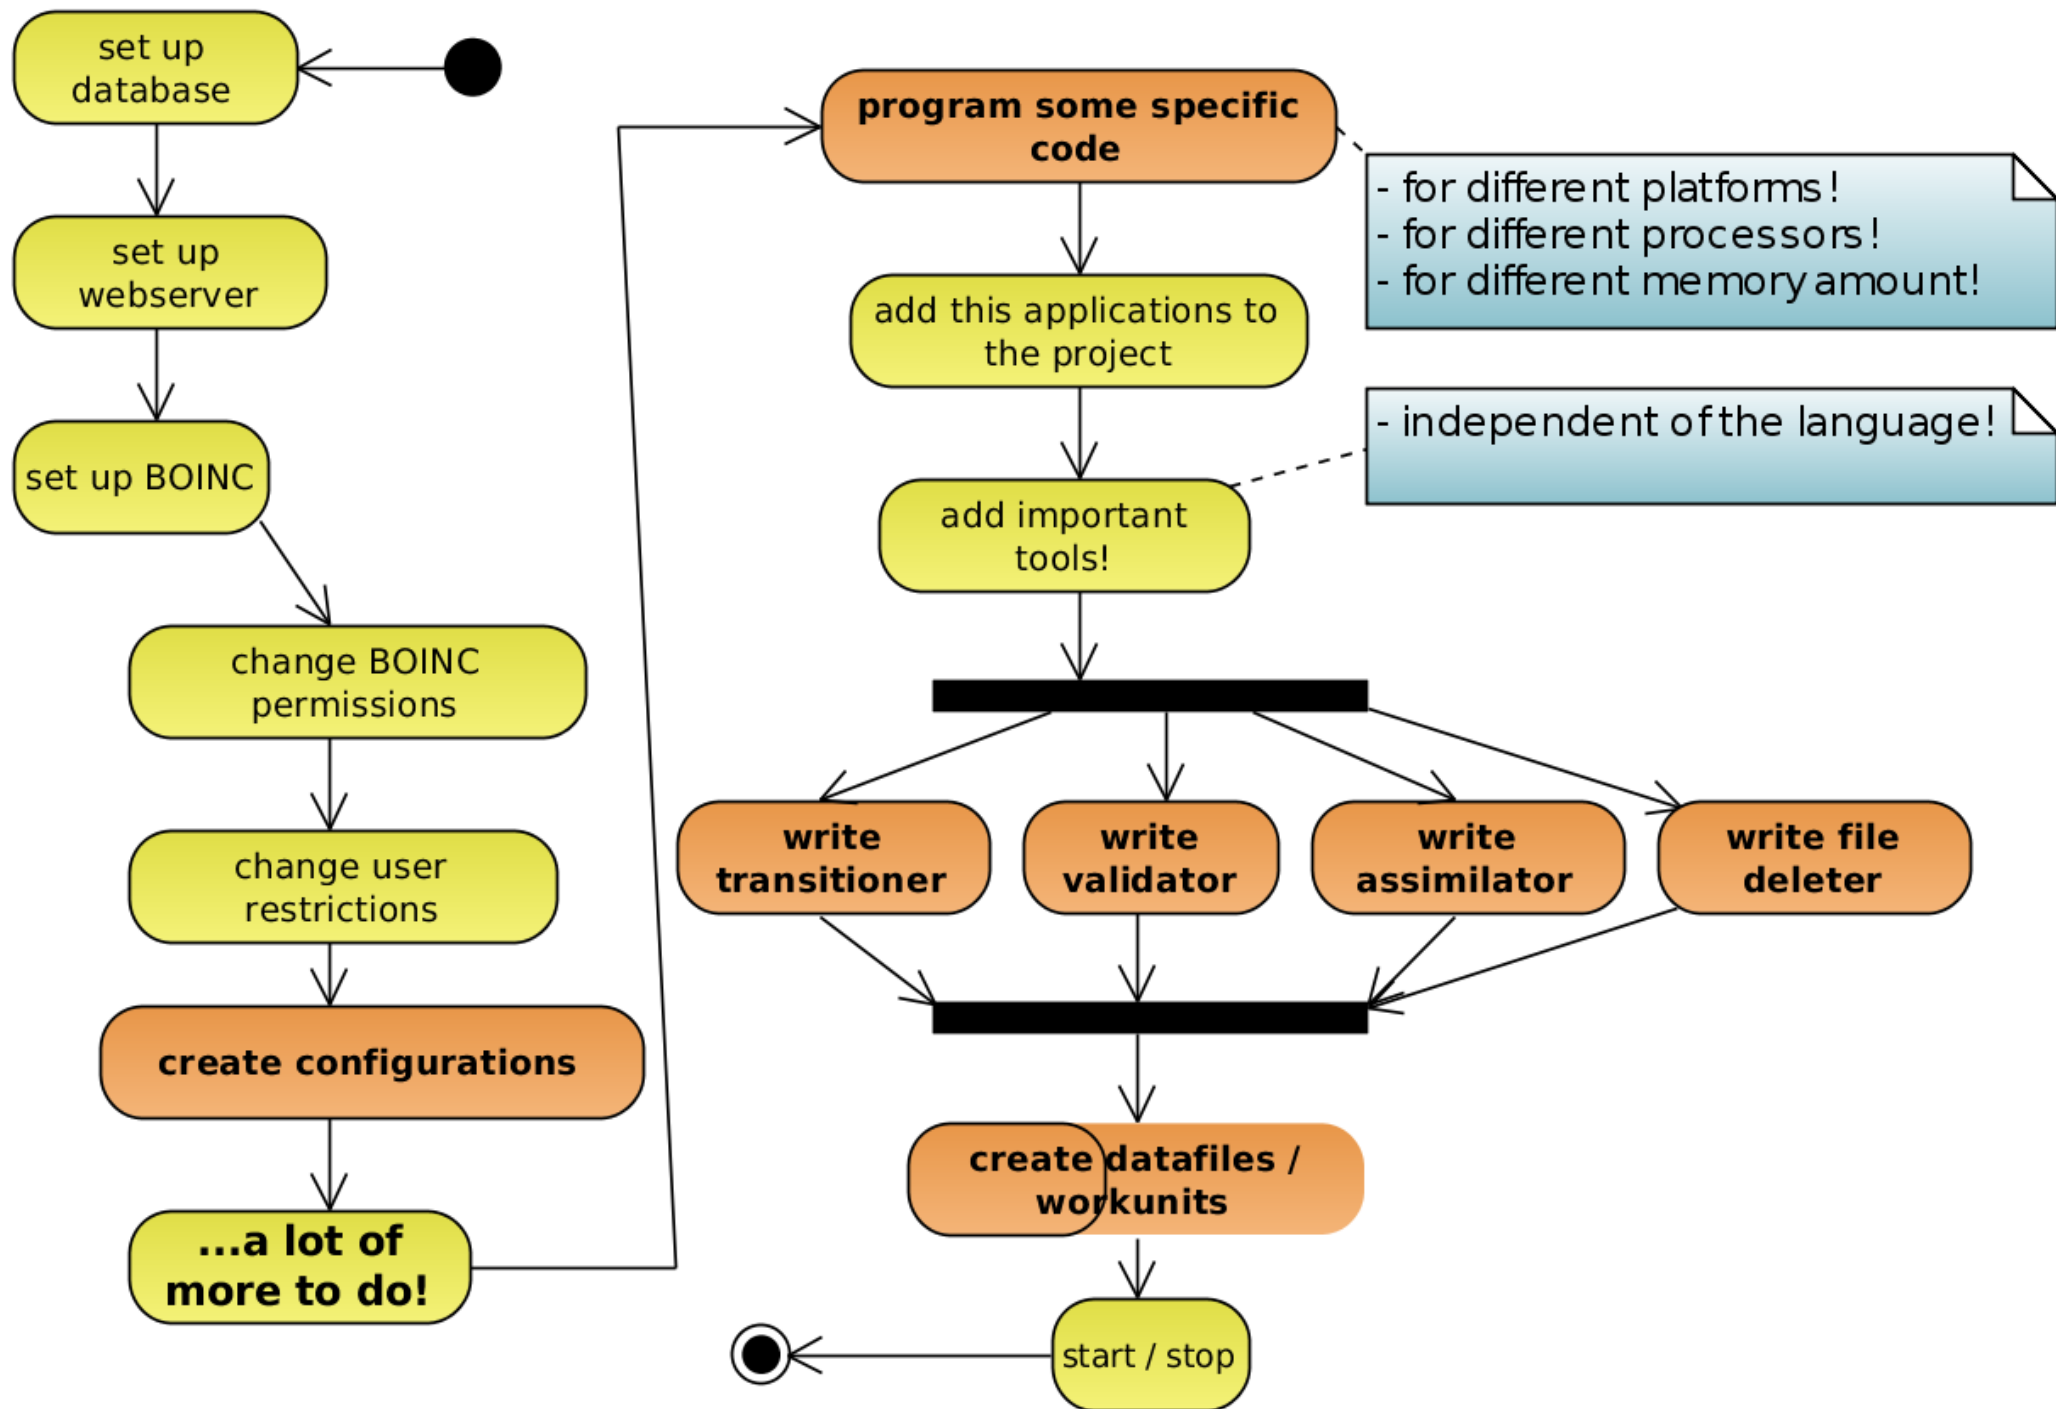 set up
database
set up
webserver
set up BOINC
change BOINC
permissions
change user
restrictions
create configurations
...a lot of
more to do!
program some specific
code
- for different platforms!
- for different processors!
- for different memory amount!
add this applications to
the project
- independent of the language!
add important
tools!
write
transitioner
write
validator
write
assimilator
write file
deleter
create datafiles /
workunits
start / stop